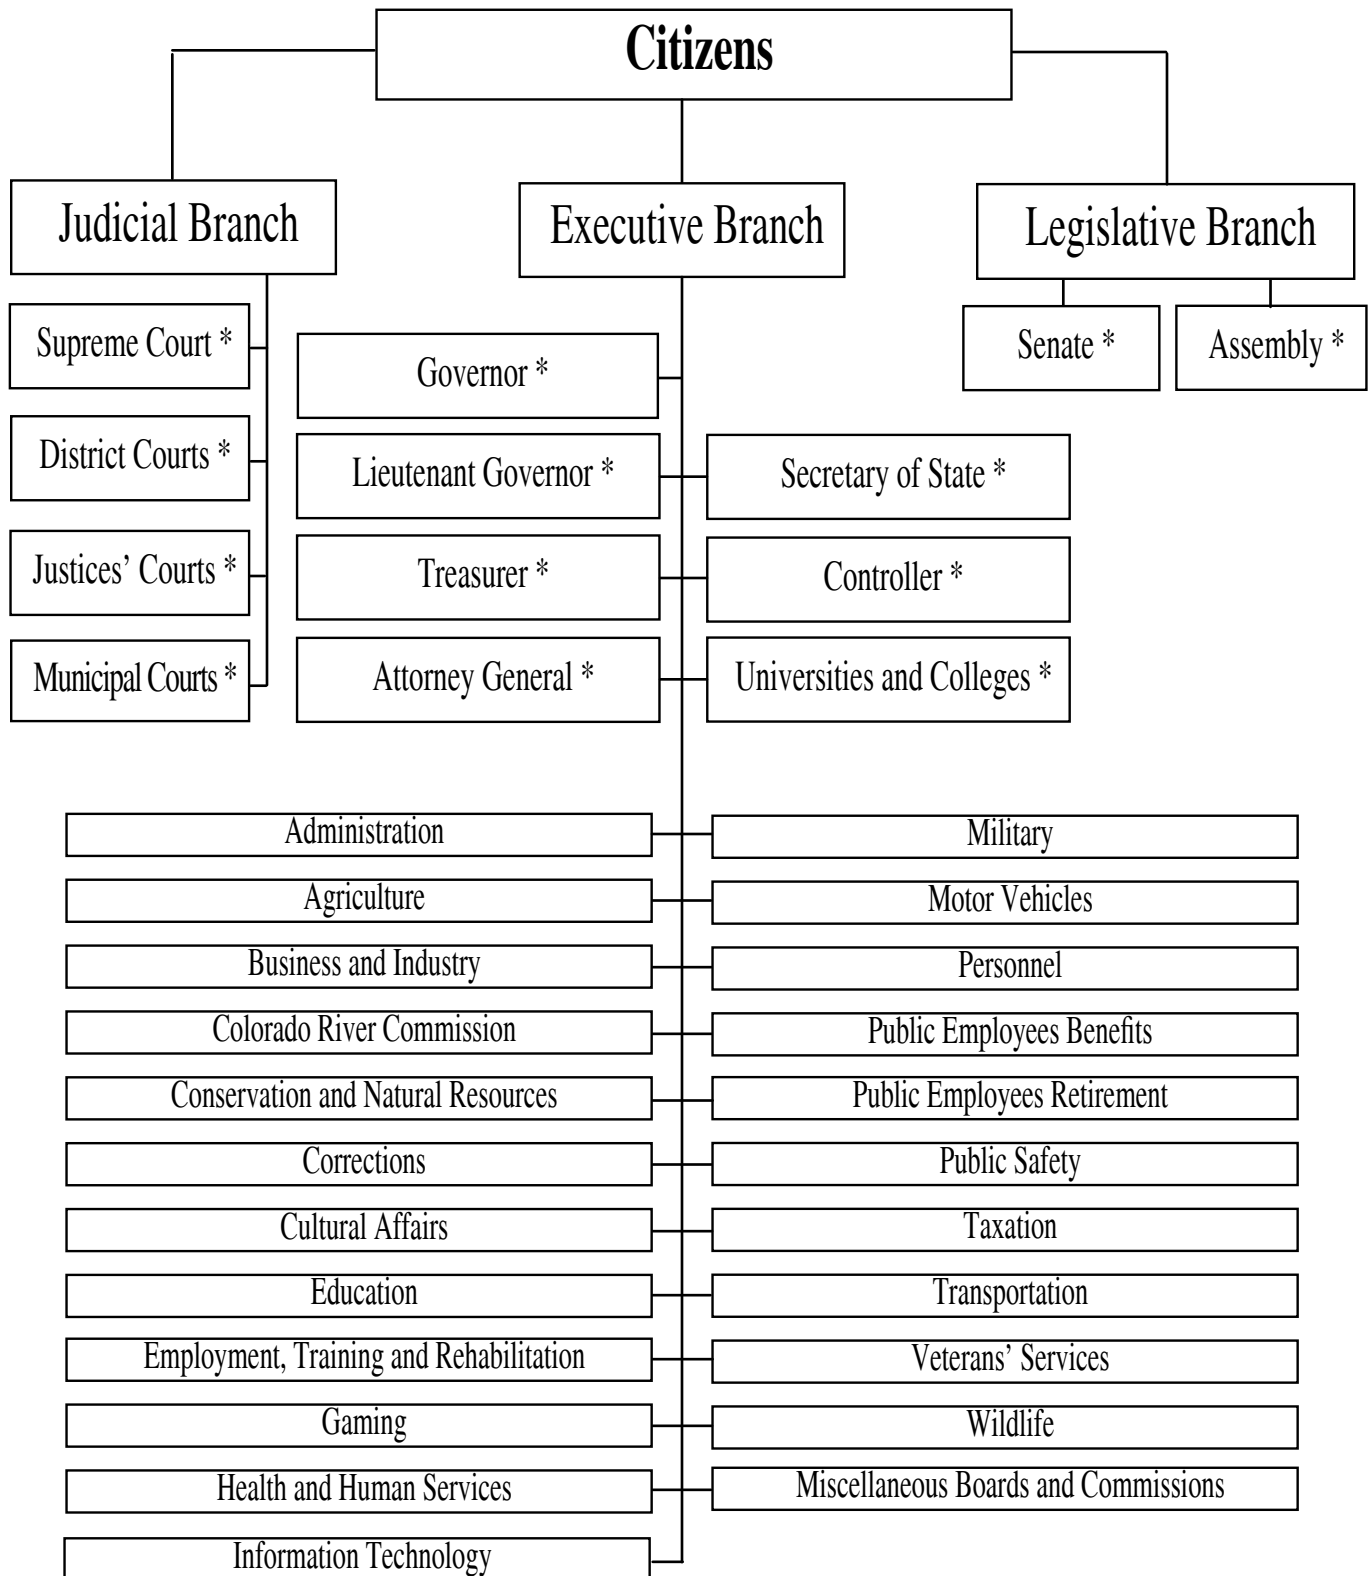 Citizens
Judicial Branch
Executive Branch
Legislative Branch
Supreme Court *
District Courts *
Justices’ Courts *
Municipal Courts *
Governor *
Lieutenant Governor *
Secretary of State *
Treasurer *
Controller *
Attorney General *
Universities and Colleges *
Senate *
Assembly *
Administration
Military
Agriculture
Motor Vehicles
Business and Industry
Personnel
Colorado River Commission
Public Employees Benefits
Conservation and Natural Resources
Public Employees Retirement
Corrections
Public Safety
Cultural Affairs
Taxation
Education
Transportation
Employment, Training and Rehabilitation
Veterans’ Services
Gaming
Wildlife
Health and Human Services
Miscellaneous Boards and Commissions
Information Technology